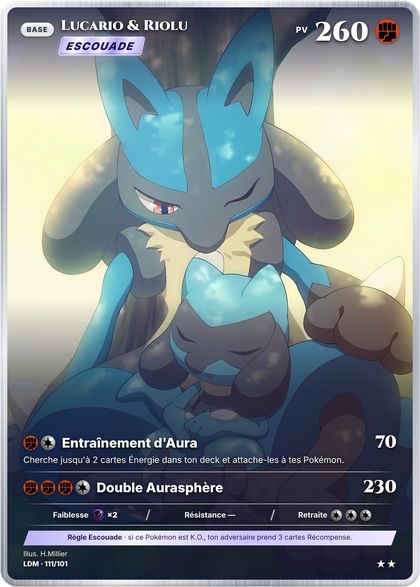 BASE
LUCARIO & RIOLU
ESCOUADE
PV 260
Entraînement d'Aura 70
Cherche jusqu'à 2 cartes Énergie dans ton deck et attache-les à tes Pokémon.
Double Aurasphère 230
Faiblesse ×2 / Résistance — / Retraite
Règle Escouade · si ce Pokémon est K.O., ton adversaire prend 3 cartes Récompense.
Illus. H.Millier
LDM · 111/101